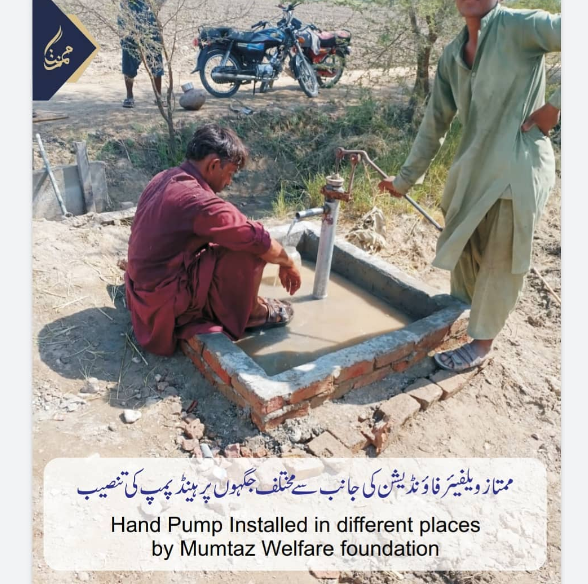 ممتاز
ممتاز ویلفیئر فاؤنڈیشن کی جانب سے مختلف جگہوں پر ہینڈ پمپ کی تنصیب
Hand Pump Installed in different places
by Mumtaz Welfare foundation